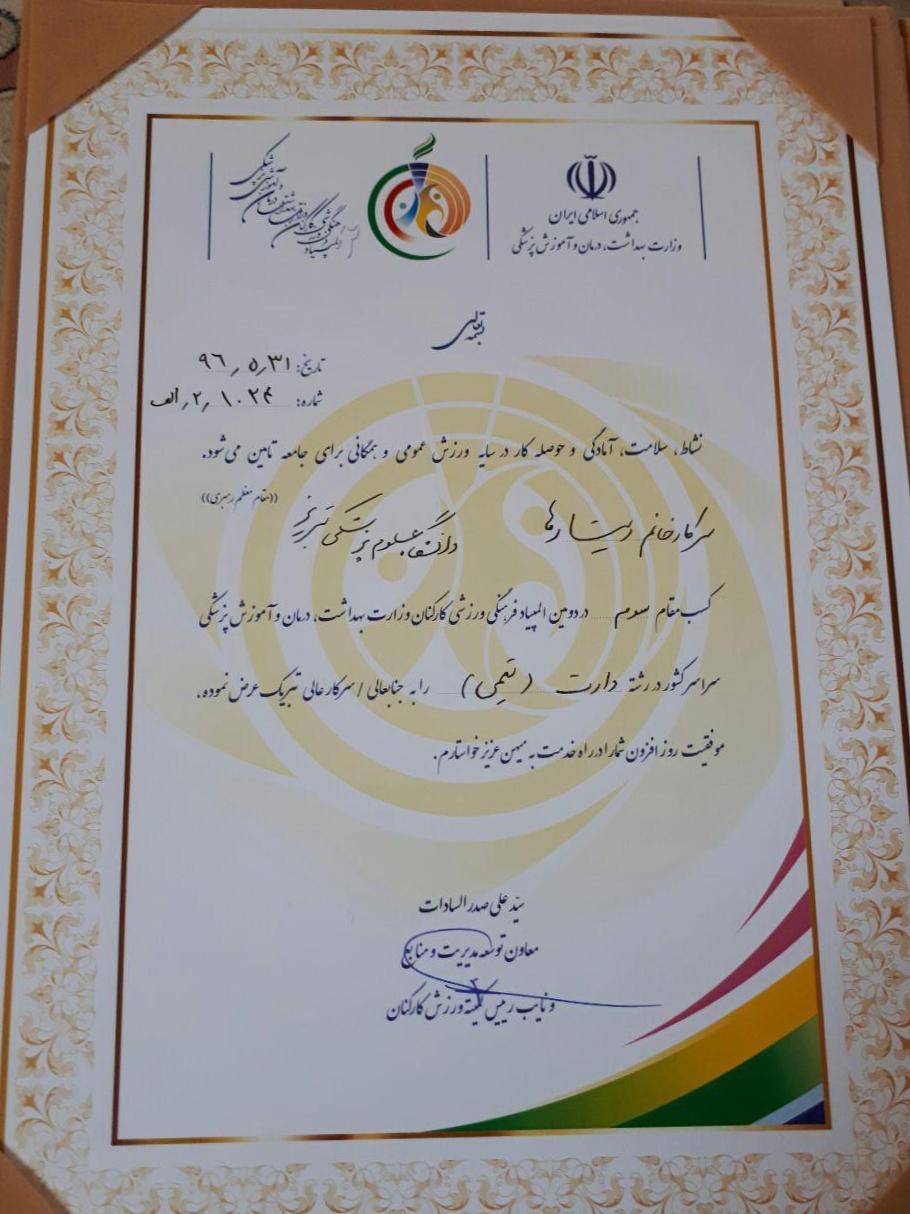 جمهوری اسلامی ایران
وزارت بهداشت، درمان و آموزش پزشکی
بسمه تعالی
تاریخ: ۹۶٫۵٫۳۱
شماره: ۱۰۲۴٫۲٫الف
نشاط، سلامت، آمادگی و حوصله کار در سایه ورزش عمومی و همگانی برای جامعه تامین می‌شود.
((مقام معظم رهبری))
سرکار خانم دانشگاه علوم پزشکی تبریز
کسب مقام سوم در دومین المپیاد فرهنگی ورزشی کارکنان وزارت بهداشت، درمان و آموزش پزشکی
سراسر کشور در رشته دارت (تیمی) را به جنابعالی / سرکار عالی تبریک عرض نموده،
موفقیت روز افزون شما را در راه خدمت به میهن عزیز خواستارم.
سیّد علی صدرالسادات
معاون توسعه مدیریت و منابع
و نایب رییس کمیته ورزش کارکنان